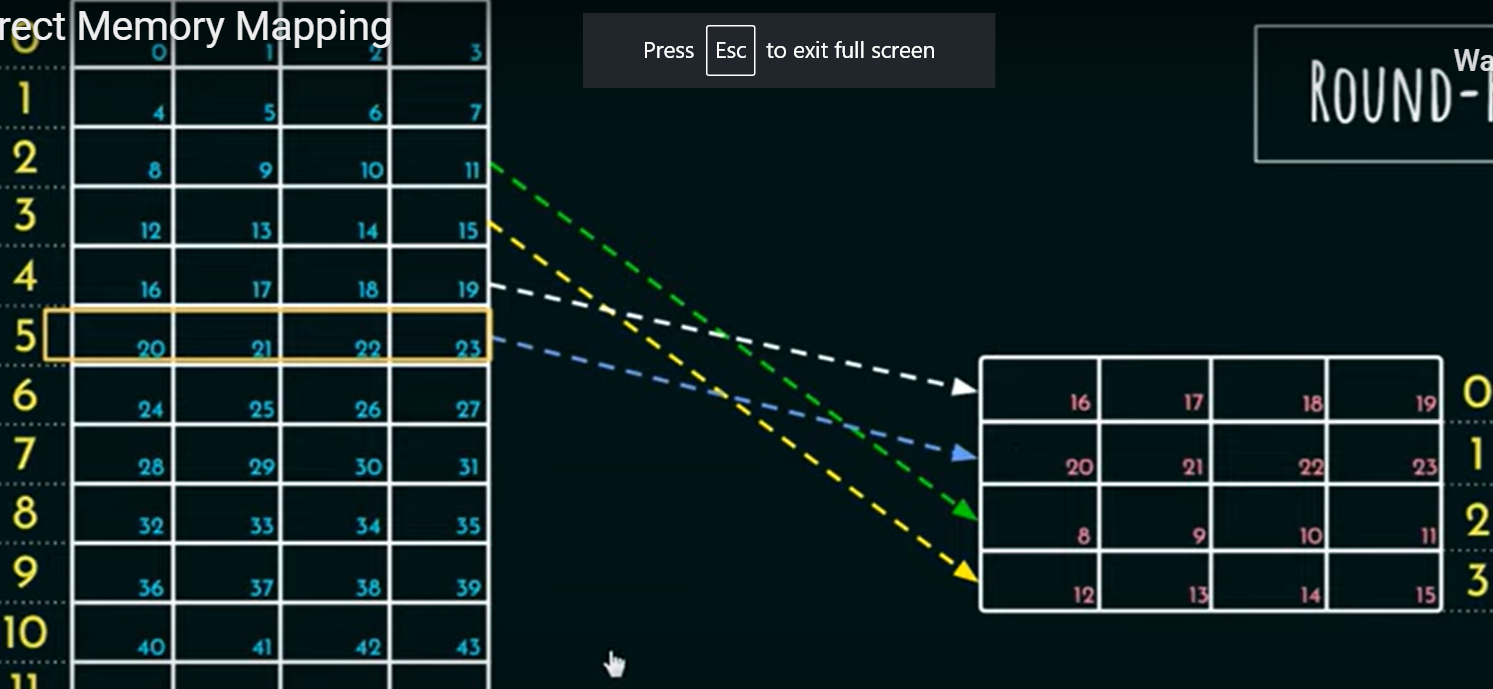 rect Memory Mapping
Press Esc to exit full screen
Wa
ROUND-
0 0 1 2 3
1 4 5 6 7
2 8 9 10 11
3 12 13 14 15
4 16 17 18 19
5 20 21 22 23
6 24 25 26 27
7 28 29 30 31
8 32 33 34 35
9 36 37 38 39
10 40 41 42 43
11
16 17 18 19 0
20 21 22 23 1
8 9 10 11 2
12 13 14 15 3